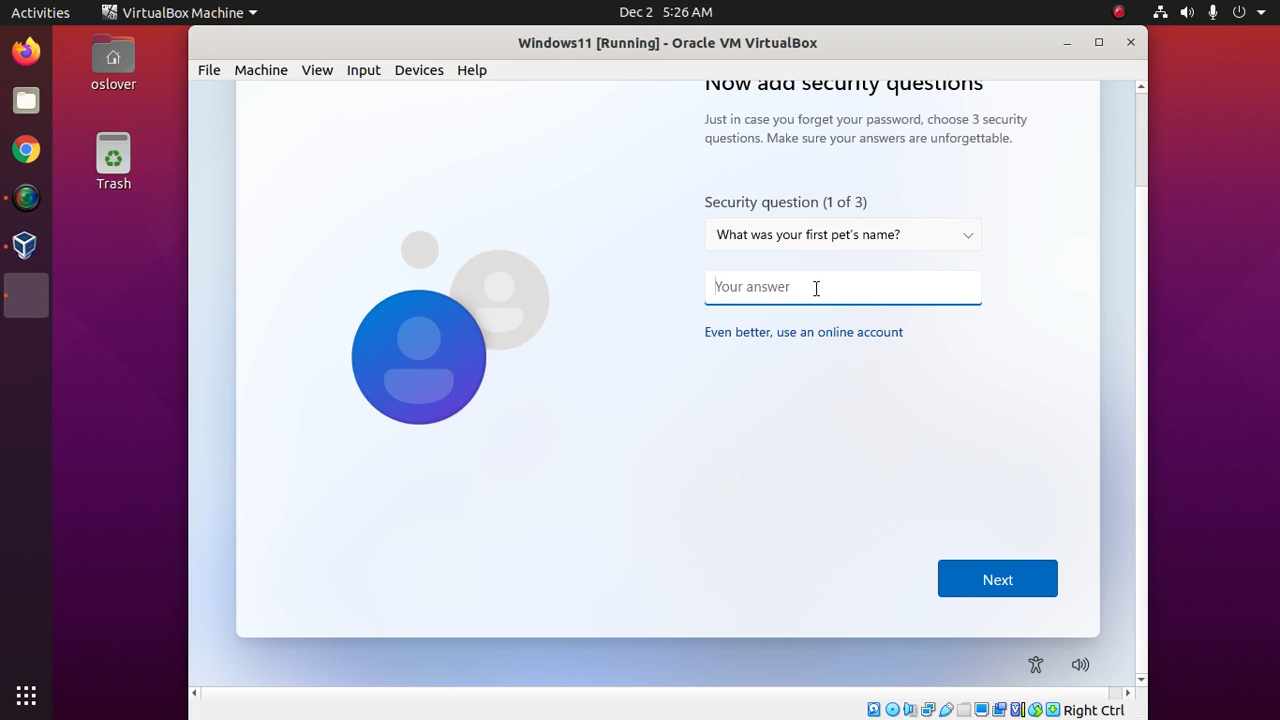 Activities
VirtualBox Machine
Dec 2 5:26 AM
oslover
Trash
Windows11 [Running] - Oracle VM VirtualBox
File Machine View Input Devices Help
Now add security questions
Just in case you forget your password, choose 3 security
questions. Make sure your answers are unforgettable.
Security question (1 of 3)
What was your first pet's name?
Your answer
Even better, use an online account
Next
Right Ctrl